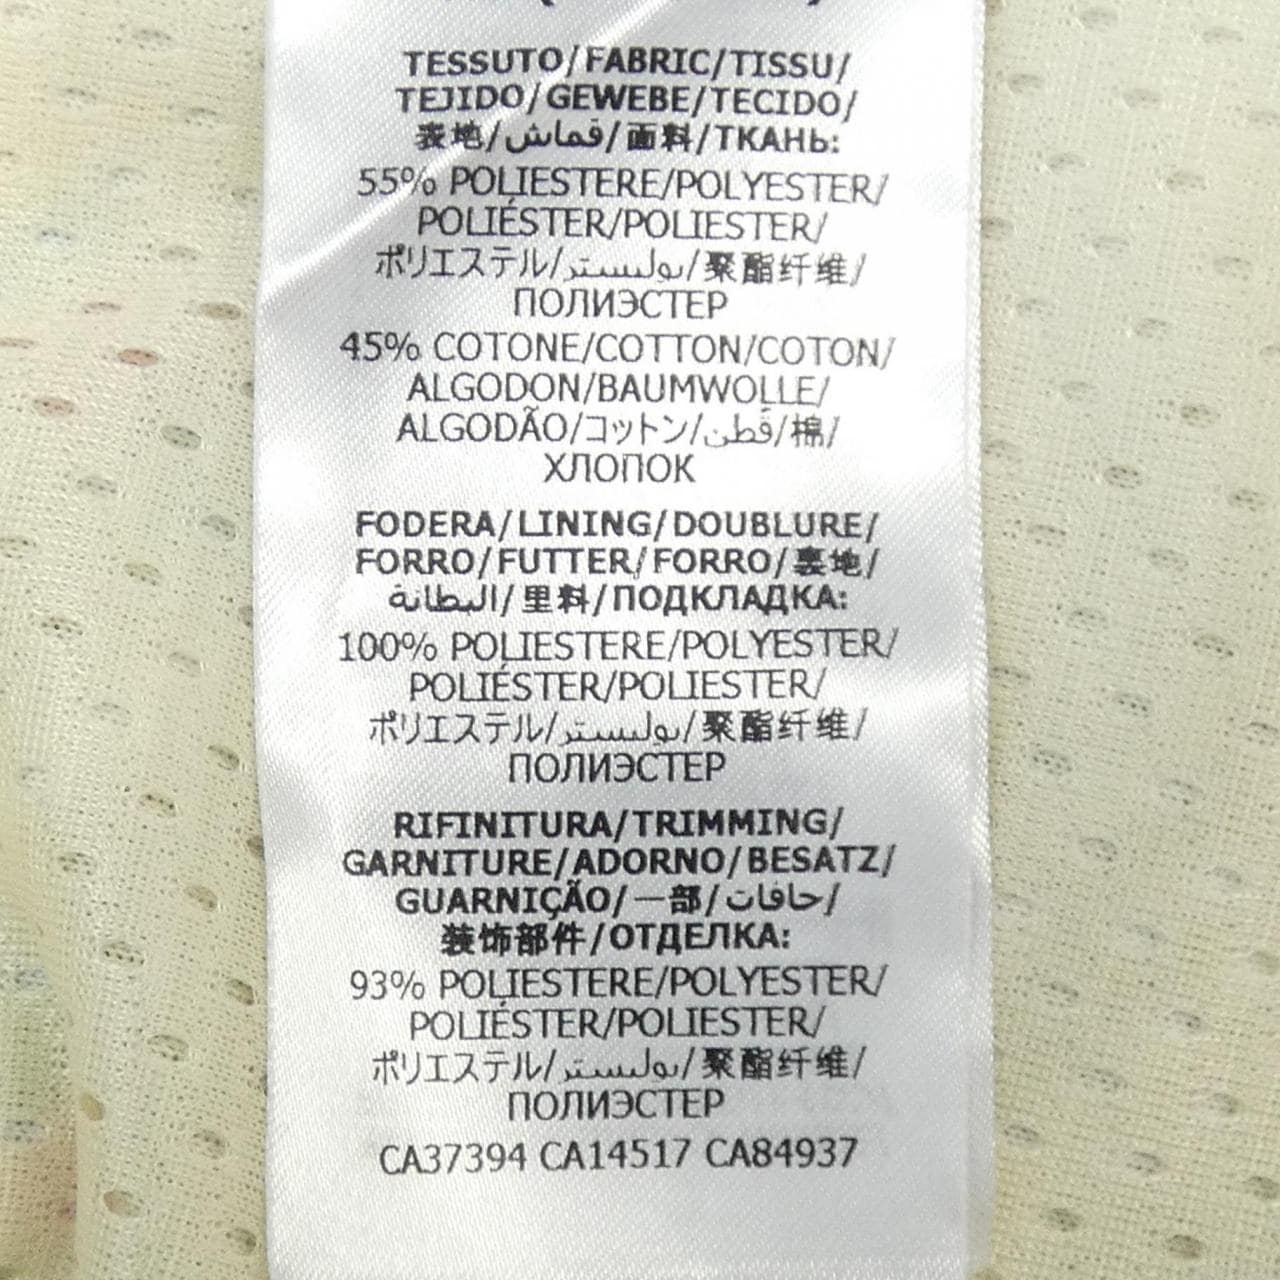 TESSUTO/FABRIC/TISSU/
TEJIDO/GEWEBE/TECIDO/
表地/قماش/面料/ТКАНЬ:
55% POLIESTERE/POLYESTER/
POLIÉSTER/POLIESTER/
ポリエステル/بوليستر/聚酯纤维/
ПОЛИЭСТЕР
45% COTONE/COTTON/COTON/
ALGODON/BAUMWOLLE/
ALGODÃO/コットン/قطن/棉/
ХЛОПОК
FODERA/LINING/DOUBLURE/
FORRO/FUTTER/FORRO/裏地/
البطانة/里料/ПОДКЛАДКА:
100% POLIESTERE/POLYESTER/
POLIÉSTER/POLIESTER/
ポリエステル/بوليستر/聚酯纤维/
ПОЛИЭСТЕР
RIFINITURA/TRIMMING/
GARNITURE/ADORNO/BESATZ/
GUARNIÇÃO/一部/حافات/
装饰部件/ОТДЕЛКА:
93% POLIESTERE/POLYESTER/
POLIÉSTER/POLIESTER/
ポリエステル/بوليستر/聚酯纤维/
ПОЛИЭСТЕР
CA37394 CA14517 CA84937